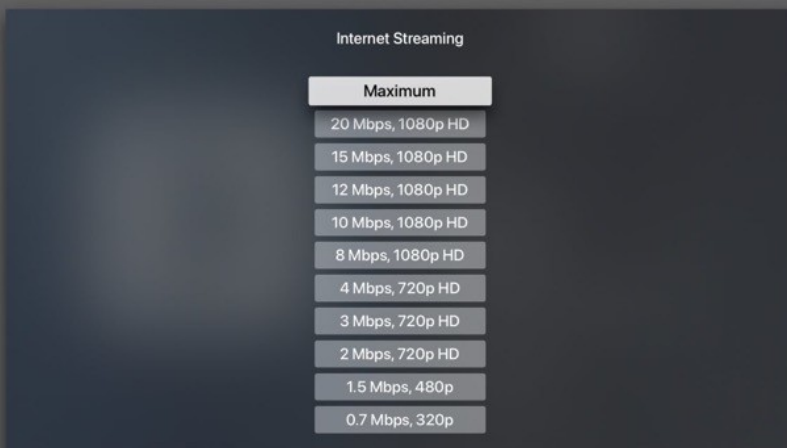 Internet Streaming
Maximum
20 Mbps, 1080p HD
15 Mbps, 1080p HD
12 Mbps, 1080p HD
10 Mbps, 1080p HD
8 Mbps, 1080p HD
4 Mbps, 720p HD
3 Mbps, 720p HD
2 Mbps, 720p HD
1.5 Mbps, 480p
0.7 Mbps, 320p